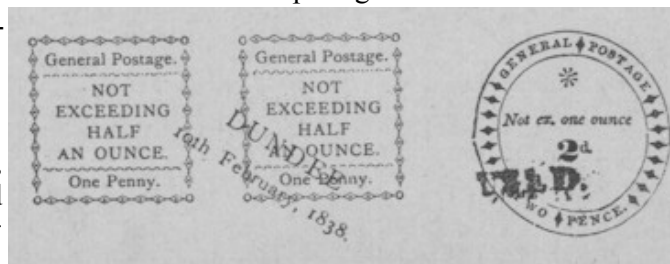 General Postage.
NOT
EXCEEDING
HALF
AN OUNCE.
One Penny.
General Postage.
NOT
EXCEEDING
HALF
AN OUNCE.
One Penny.
DUNDEE,
10th February, 1838.
GENERAL POSTAGE
Not ex. one ounce
2d.
TWO PENCE.